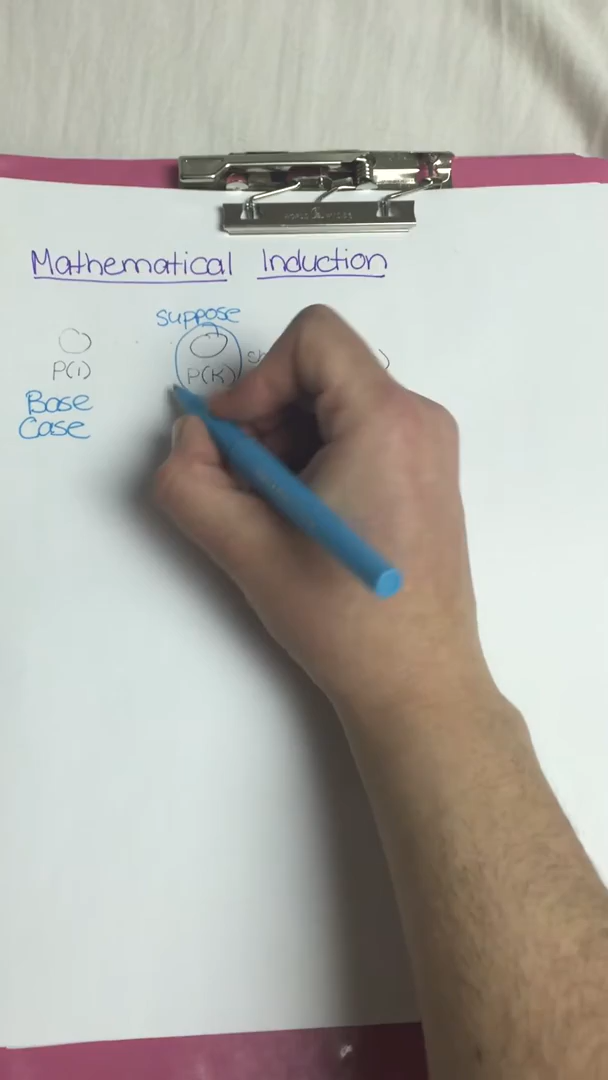 Mathematical Induction
suppose
P(1)
P(K)
Base
Case